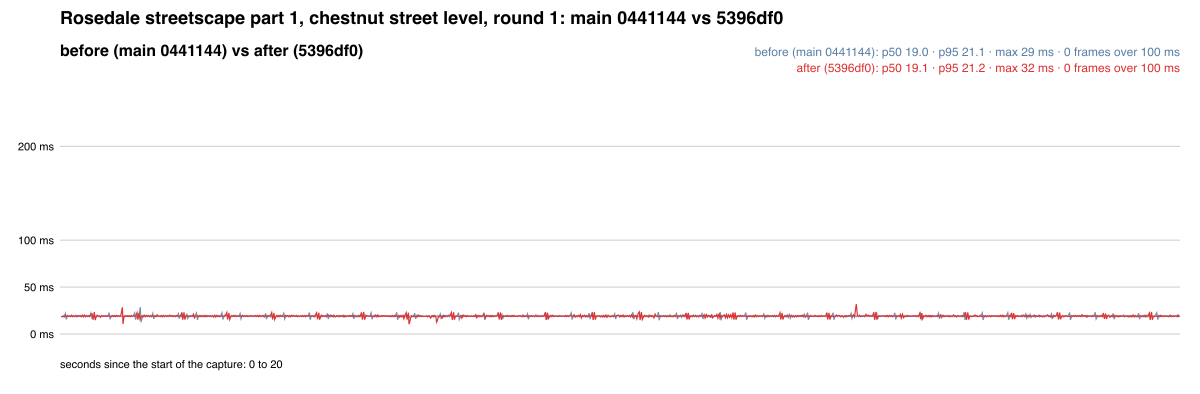 Rosedale streetscape part 1, chestnut street level, round 1: main 0441144 vs 5396df0
before (main 0441144) vs after (5396df0)
before (main 0441144): p50 19.0 · p95 21.1 · max 29 ms · 0 frames over 100 ms
after (5396df0): p50 19.1 · p95 21.2 · max 32 ms · 0 frames over 100 ms
200 ms
100 ms
50 ms
0 ms
seconds since the start of the capture: 0 to 20